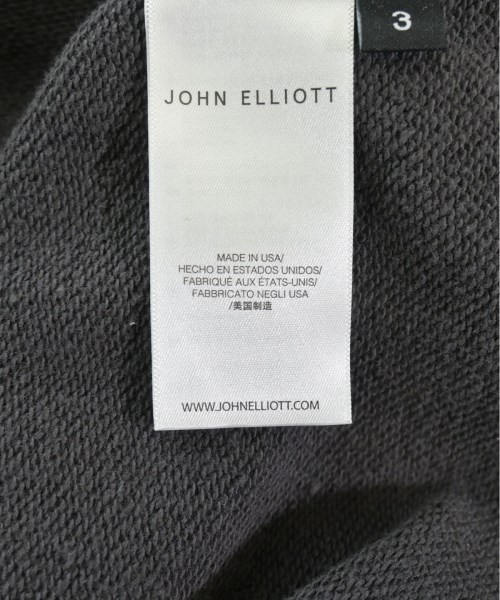 3
JOHN ELLIOTT
MADE IN USA/
HECHO EN ESTADOS UNIDOS/
FABRIQUÉ AUX ÉTATS-UNIS/
FABBRICATO NEGLI USA
/美国制造
WWW.JOHNELLIOTT.COM